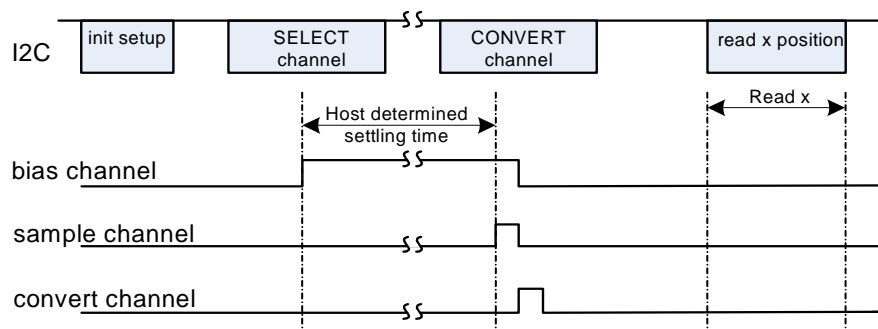 I2C
init setup
SELECT
channel
CONVERT
channel
read x position
Host determined
settling time
Read x
bias channel
sample channel
convert channel